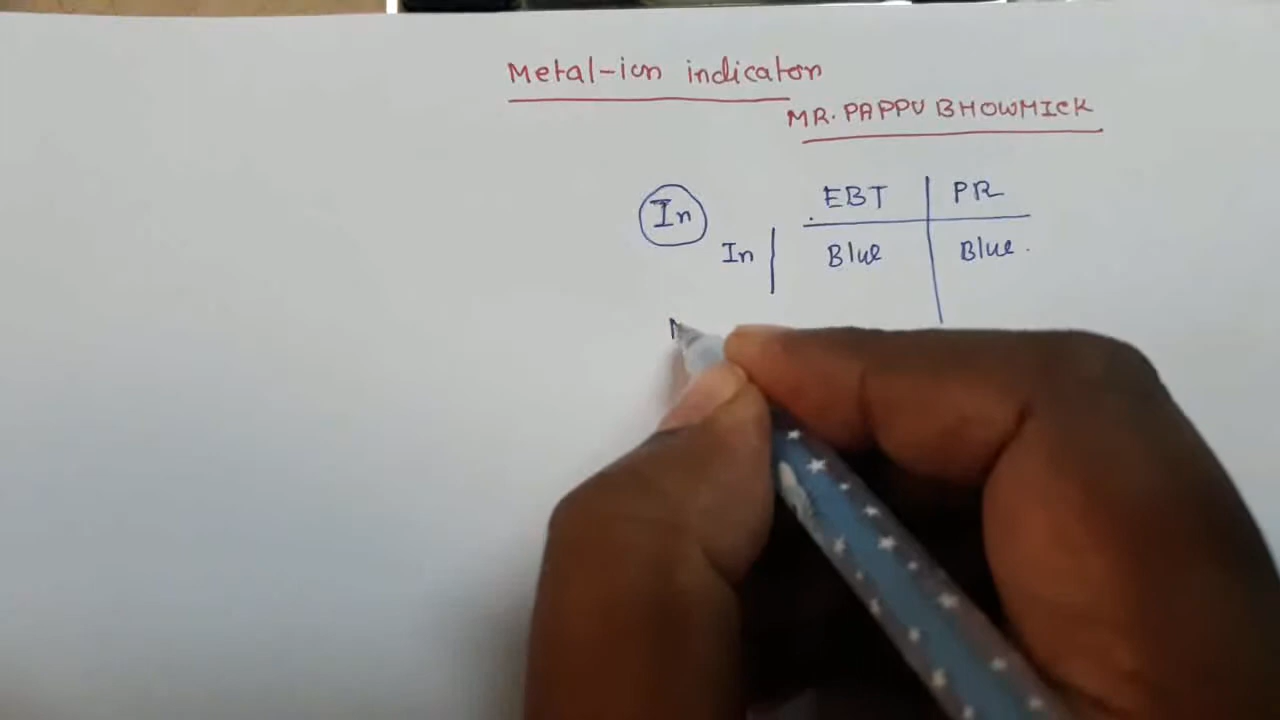 Metal-ion indicator
MR. PAPPU BHOWMICK
EBT PR
In
In Blue Blue.